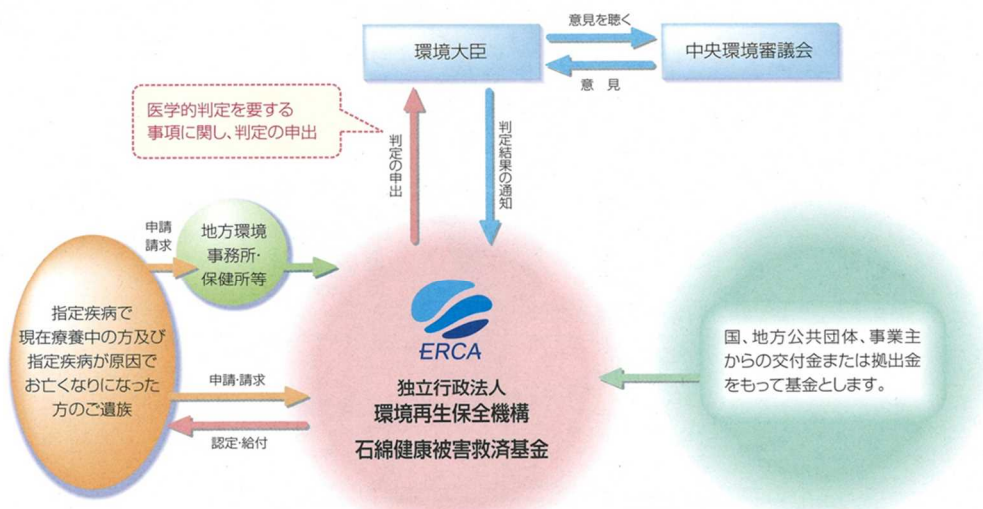 意見を聴く
環境大臣
中央環境審議会
意 見
医学的判定を要する
事項に関し、判定の申出
判定の申出
判定結果の通知
申請
請求
地方環境
事務所・
保健所等
指定疾病で
現在療養中の方及び
指定疾病が原因で
お亡くなりになった
方のご遺族
ERCA
国、地方公共団体、事業主
からの交付金または拠出金
をもって基金とします。
申請・請求
独立行政法人
環境再生保全機構
認定・給付
石綿健康被害救済基金